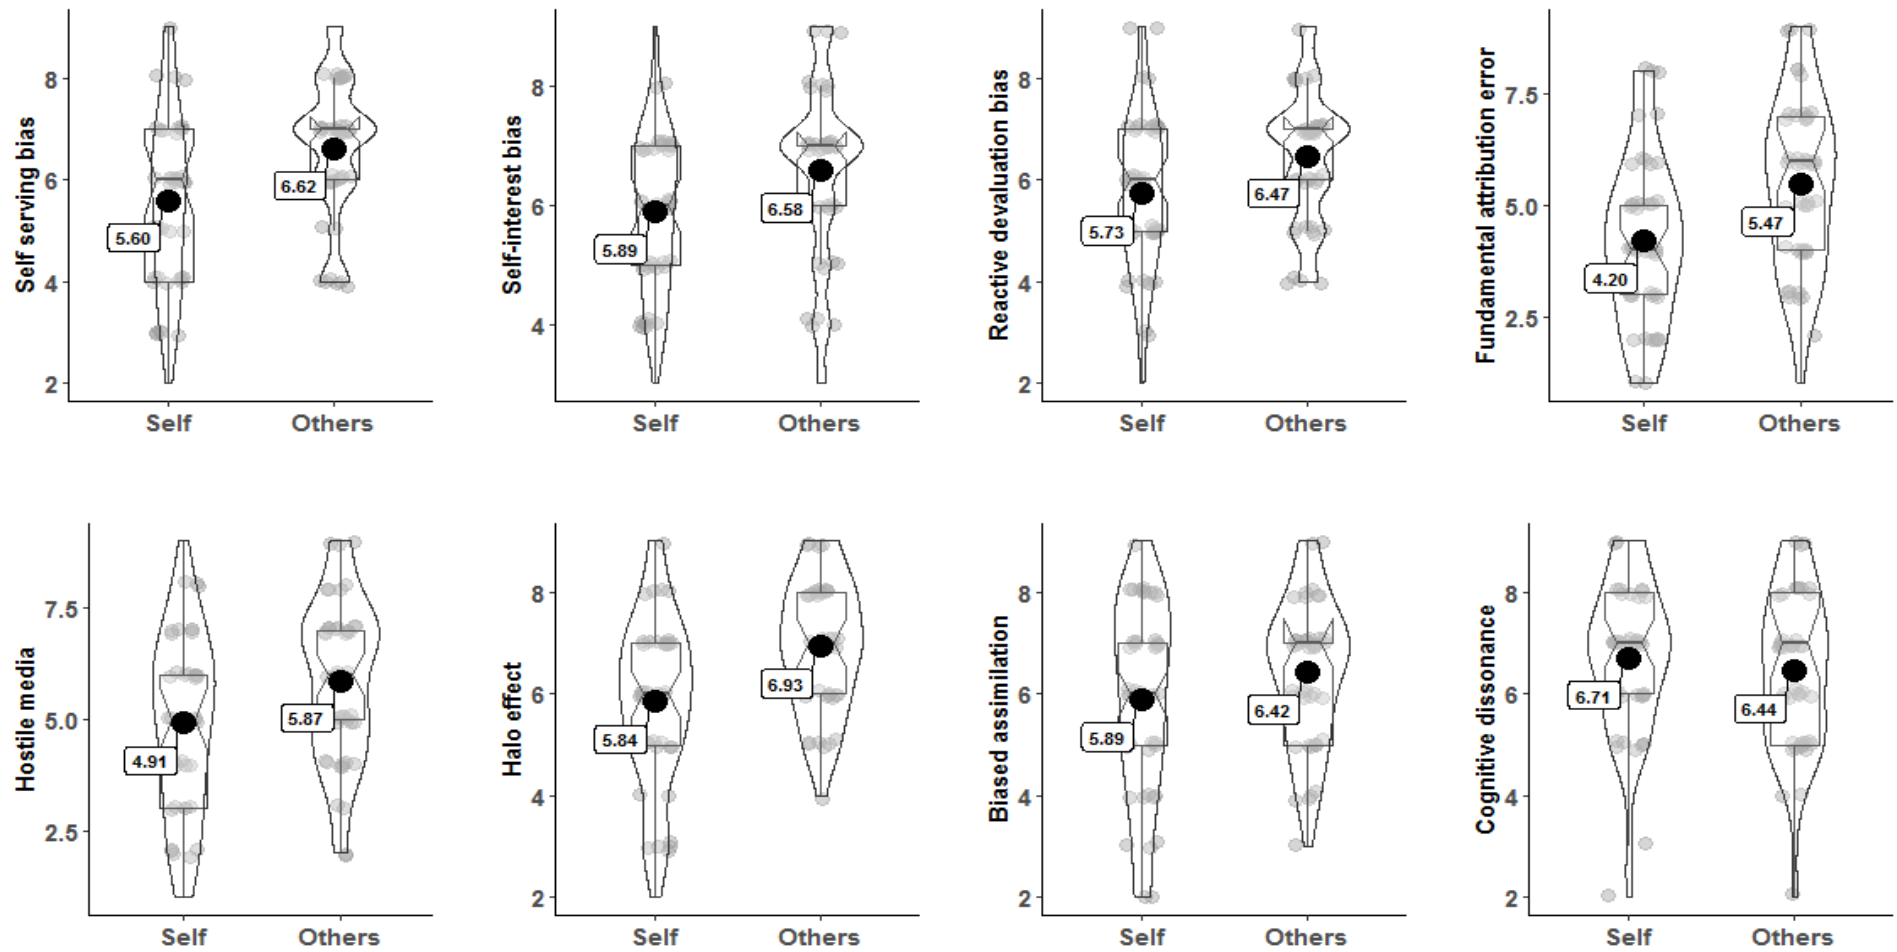 Self serving bias
8
6
4
2
5.60
6.62
Self
Others
Self-interest bias
8
6
4
5.89
6.58
Self
Others
Reactive devaluation bias
8
6
4
2
5.73
6.47
Self
Others
Fundamental attribution error
7.5
5.0
2.5
4.20
5.47
Self
Others
Hostile media
7.5
5.0
2.5
4.91
5.87
Self
Others
Halo effect
8
6
4
2
5.84
6.93
Self
Others
Biased assimilation
8
6
4
2
5.89
6.42
Self
Others
Cognitive dissonance
8
6
4
2
6.71
6.44
Self
Others